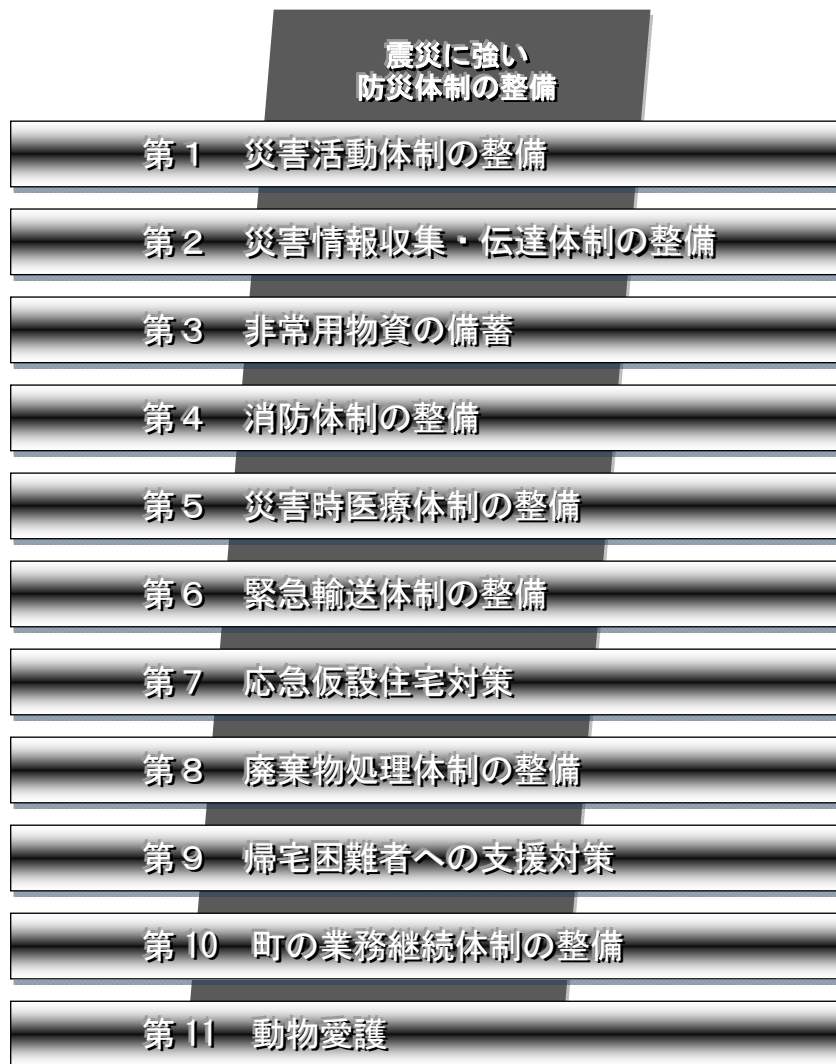 震災に強い
防災体制の整備
第１　災害活動体制の整備
第２　災害情報収集・伝達体制の整備
第３　非常用物資の備蓄
第４　消防体制の整備
第５　災害時医療体制の整備
第６　緊急輸送体制の整備
第７　応急仮設住宅対策
第８　廃棄物処理体制の整備
第９　帰宅困難者への支援対策
第10　町の業務継続体制の整備
第11　動物愛護